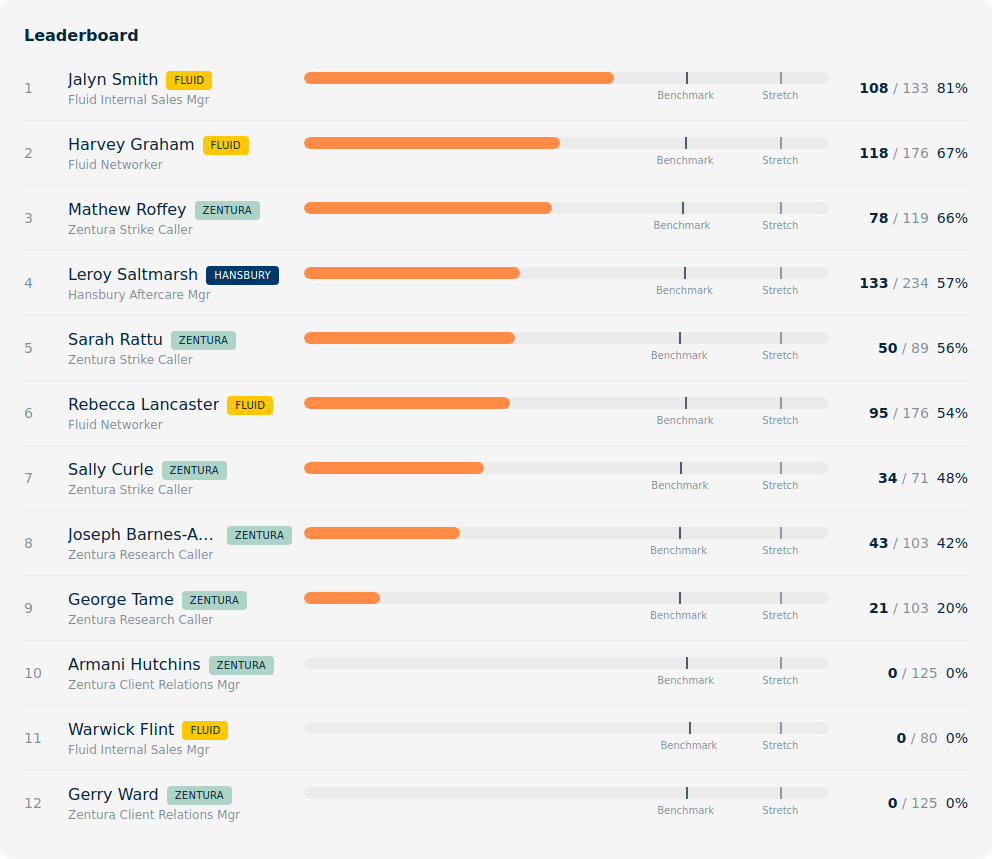 Leaderboard
1 Jalyn Smith FLUID 108 / 133 81%
Fluid Internal Sales Mgr Benchmark Stretch
2 Harvey Graham FLUID 118 / 176 67%
Fluid Networker Benchmark Stretch
3 Mathew Roffey ZENTURA 78 / 119 66%
Zentura Strike Caller Benchmark Stretch
4 Leroy Saltmarsh HANSBURY 133 / 234 57%
Hansbury Aftercare Mgr Benchmark Stretch
5 Sarah Rattu ZENTURA 50 / 89 56%
Zentura Strike Caller Benchmark Stretch
6 Rebecca Lancaster FLUID 95 / 176 54%
Fluid Networker Benchmark Stretch
7 Sally Curle ZENTURA 34 / 71 48%
Zentura Strike Caller Benchmark Stretch
8 Joseph Barnes-A... ZENTURA 43 / 103 42%
Zentura Research Caller Benchmark Stretch
9 George Tame ZENTURA 21 / 103 20%
Zentura Research Caller Benchmark Stretch
10 Armani Hutchins ZENTURA 0 / 125 0%
Zentura Client Relations Mgr Benchmark Stretch
11 Warwick Flint FLUID 0 / 80 0%
Fluid Internal Sales Mgr Benchmark Stretch
12 Gerry Ward ZENTURA 0 / 125 0%
Zentura Client Relations Mgr Benchmark Stretch